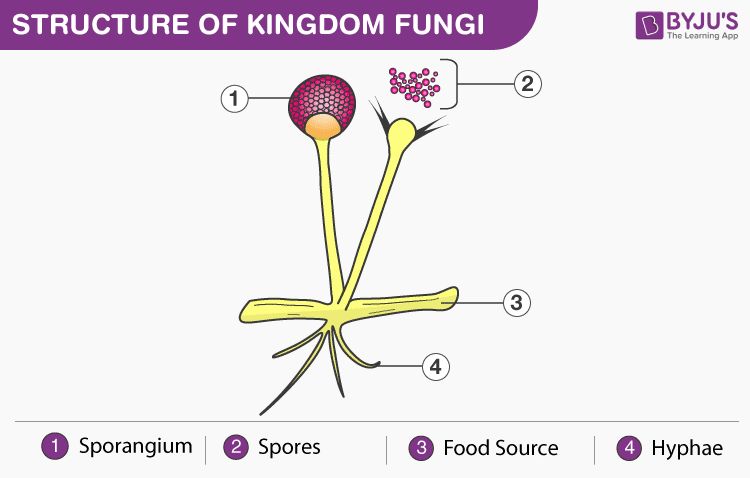 STRUCTURE OF KINGDOM FUNGI
BYJU'S
The Learning App
1
2
3
4
1 Sporangium
2 Spores
3 Food Source
4 Hyphae